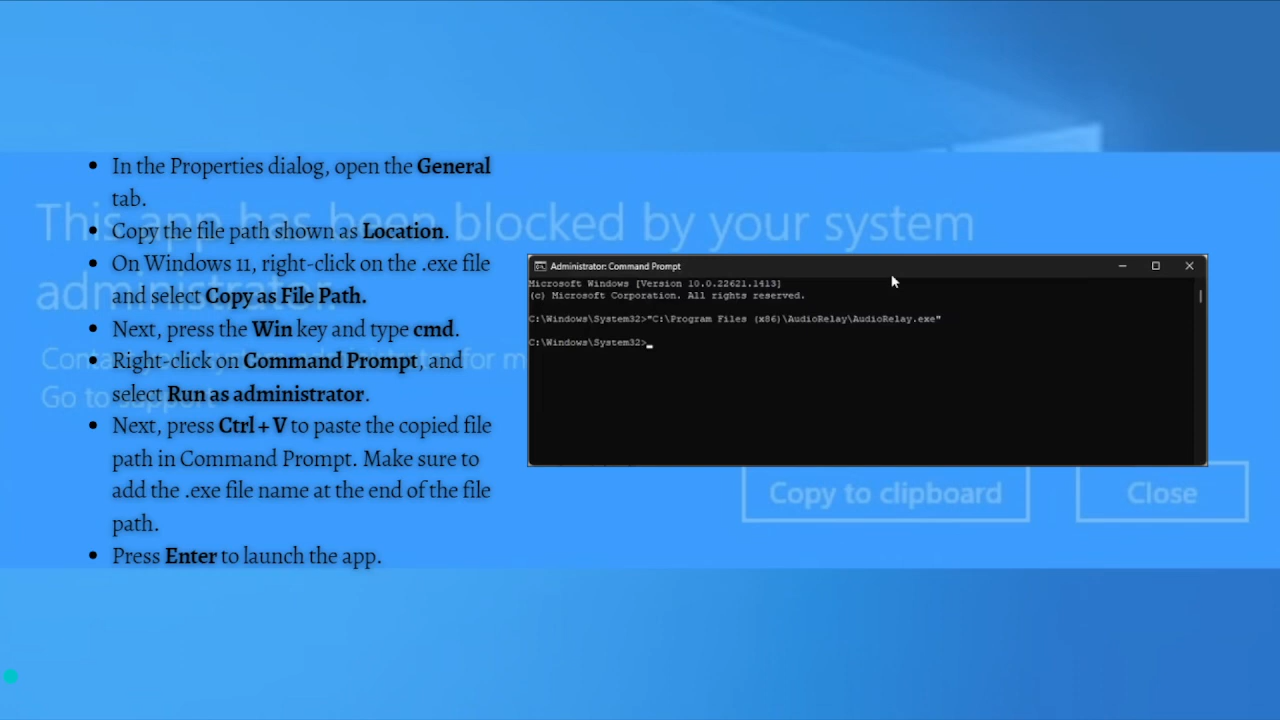 • In the Properties dialog, open the General
tab.
• Copy the file path shown as Location.
• On Windows 11, right-click on the .exe file
and select Copy as File Path.
• Next, press the Win key and type cmd.
• Right-click on Command Prompt, and
select Run as administrator.
• Next, press Ctrl + V to paste the copied file
path in Command Prompt. Make sure to
add the .exe file name at the end of the file
path.
• Press Enter to launch the app.
This app has been blocked by your system
administrator.
Go to support
Administrator: Command Prompt
Microsoft Windows [Version 10.0.22621.1413]
(c) Microsoft Corporation. All rights reserved.
C:\Windows\System32>"C:\Program Files (x86)\AudioRelay\AudioRelay.exe"
C:\Windows\System32>
Copy to clipboard
Close